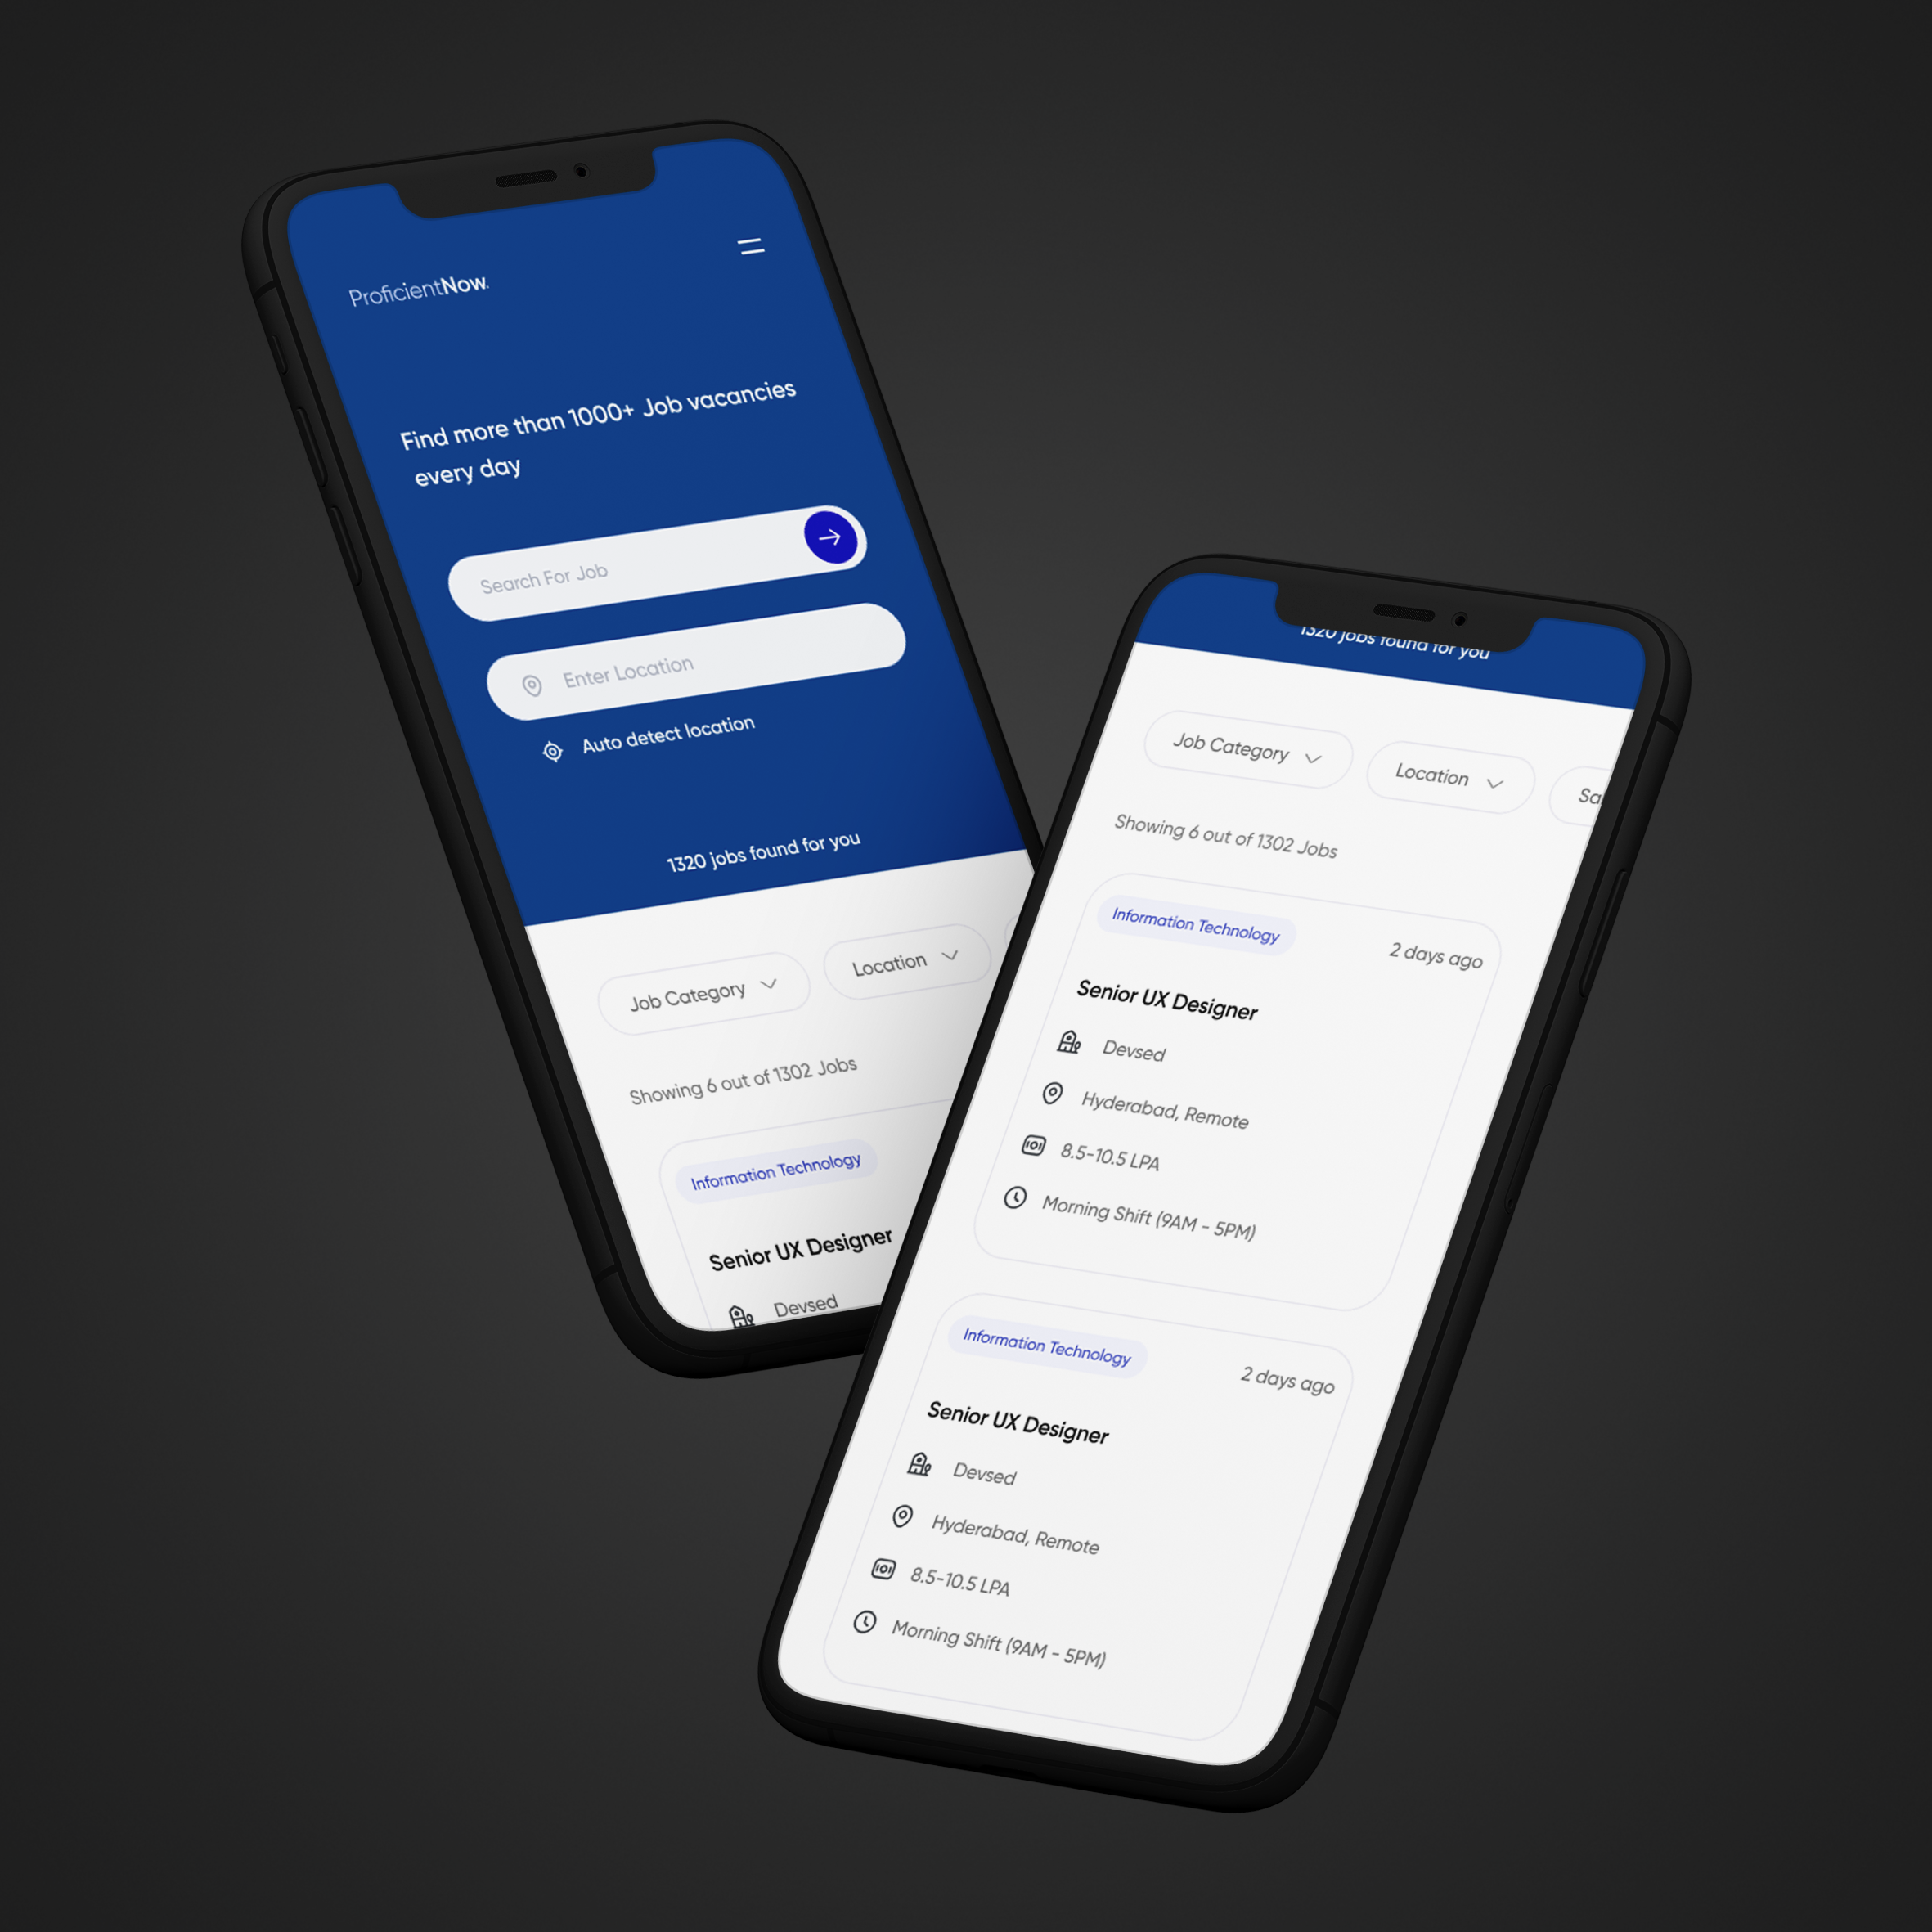 ProficientNow.
Find more than 1000+ Job vacancies
every day
Search For Job
Enter Location
Auto detect location
1320 jobs found for you
Job Category
Location
Showing 6 out of 1302 Jobs
Information Technology
Senior UX Designer
Devsed
1320 jobs found for you
Job Category
Location
Showing 6 out of 1302 Jobs
Information Technology
2 days ago
Senior UX Designer
Devsed
Hyderabad, Remote
8.5-10.5 LPA
Morning Shift (9AM - 5PM)
Information Technology
2 days ago
Senior UX Designer
Devsed
Hyderabad, Remote
8.5-10.5 LPA
Morning Shift (9AM - 5PM)